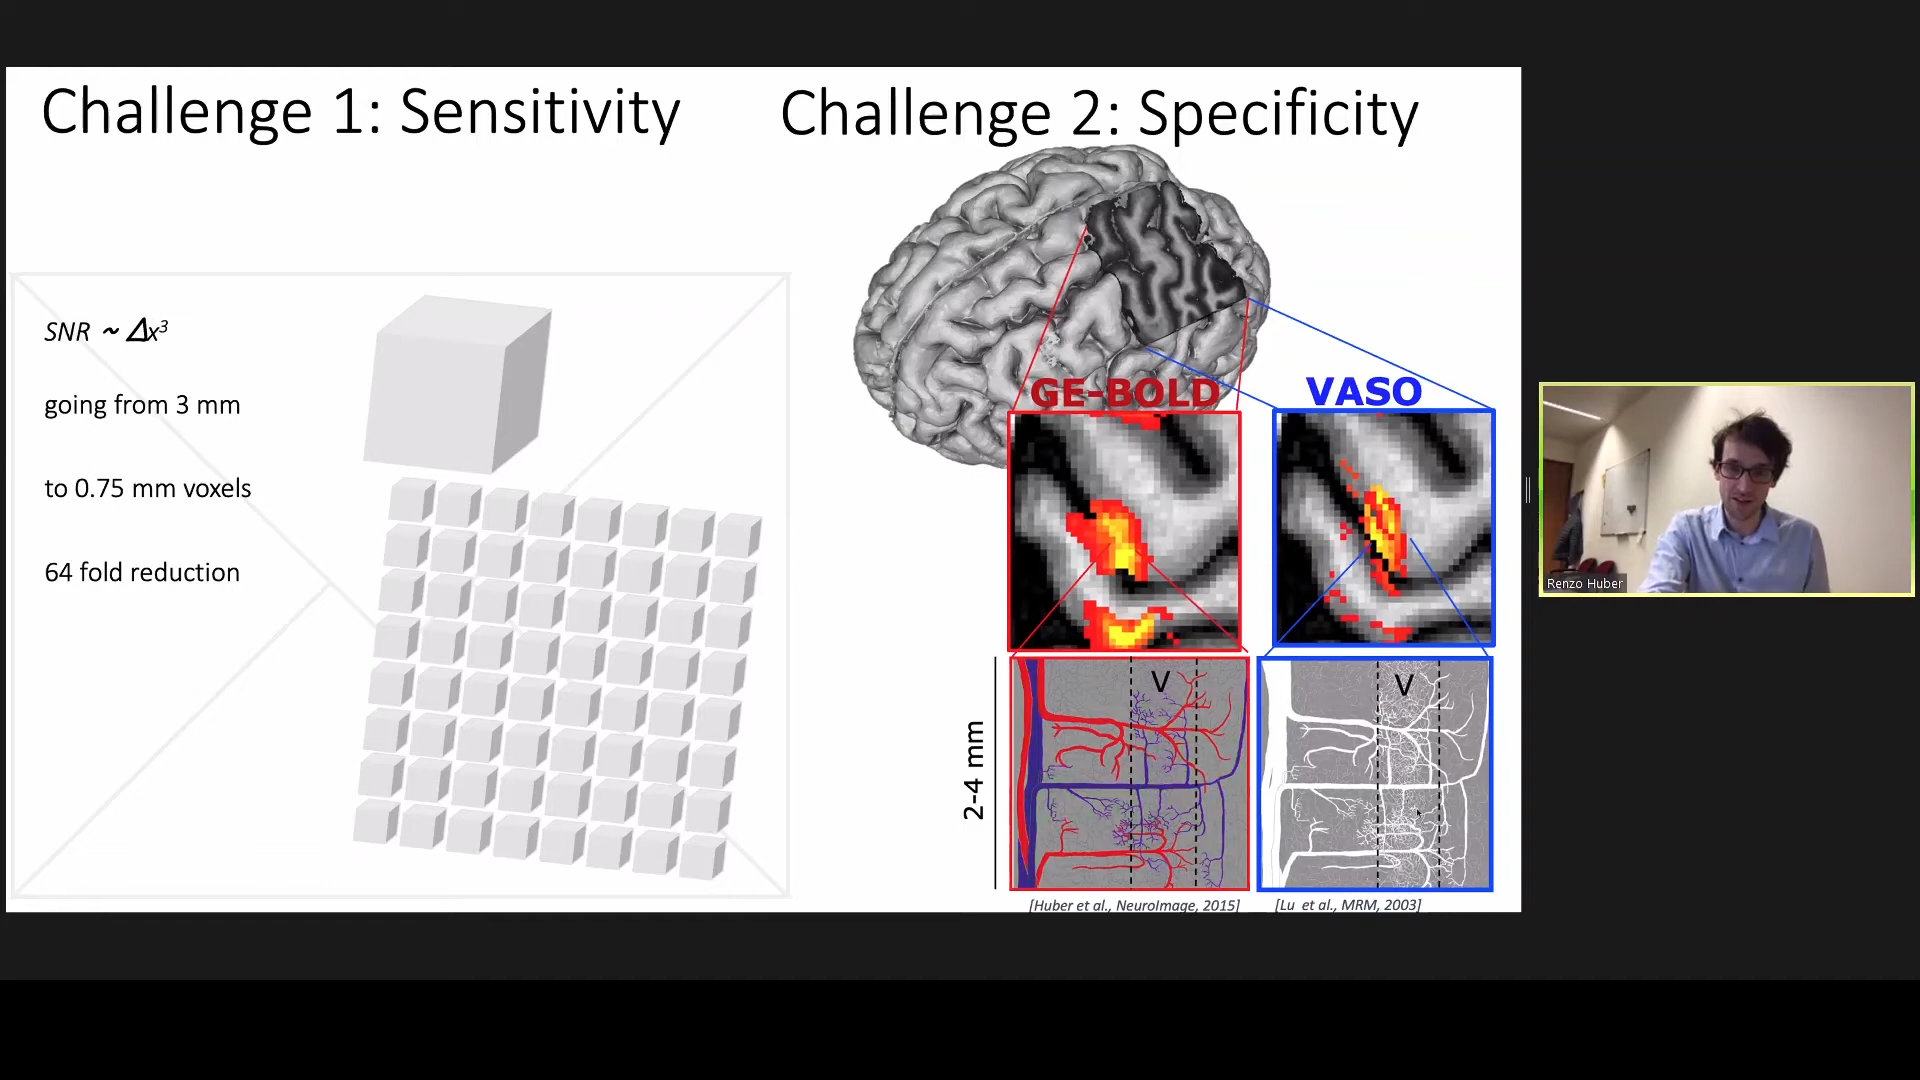 Challenge 1: Sensitivity
Challenge 2: Specificity
SNR ~ Δx³
going from 3 mm
to 0.75 mm voxels
64 fold reduction
GE-BOLD
VASO
V
V
2-4 mm
[Huber et al., NeuroImage, 2015]
[Lu et al., MRM, 2003]
Renzo Huber